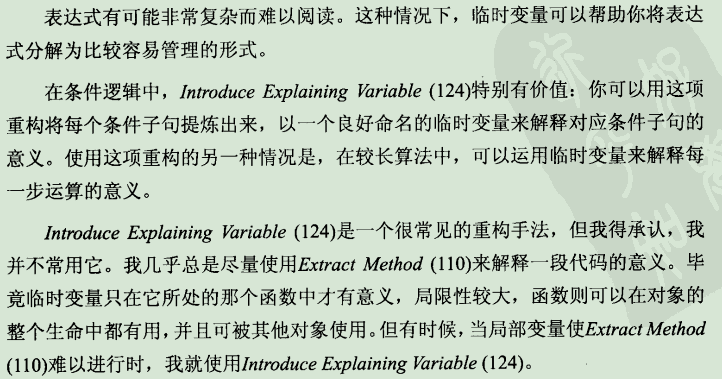 表达式有可能非常复杂而难以阅读。这种情况下，临时变量可以帮助你将表达
式分解为比较容易管理的形式。
在条件逻辑中，Introduce Explaining Variable (124)特别有价值：你可以用这项
重构将每个条件子句提炼出来，以一个良好命名的临时变量来解释对应条件子句的
意义。使用这项重构的另一种情况是，在较长算法中，可以运用临时变量来解释每
一步运算的意义。
Introduce Explaining Variable (124)是一个很常见的重构手法，但我得承认，我
并不常用它。我几乎总是尽量使用Extract Method (110)来解释一段代码的意义。毕
竟临时变量只在它所处的那个函数中才有意义，局限性较大，函数则可以在对象的
整个生命中都有用，并且可被其他对象使用。但有时候，当局部变量使Extract Method
(110)难以进行时，我就使用Introduce Explaining Variable (124)。